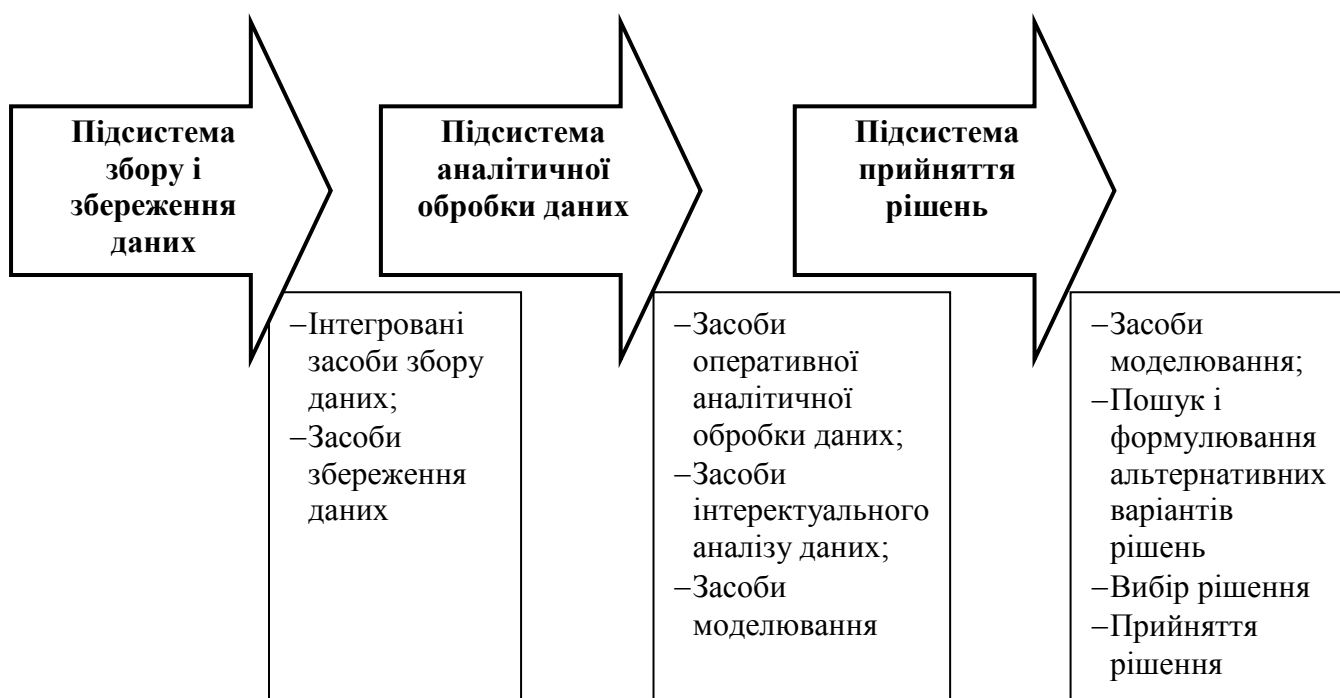 Підсистема
збору і
збереження
даних
Підсистема
аналітичної
обробки даних
Підсистема
прийняття
рішень
−Інтегровані
засоби збору
даних;
−Засоби
збереження
даних
−Засоби
оперативної
аналітичної
обробки даних;
−Засоби
інтеректуального
аналізу даних;
−Засоби
моделювання
−Засоби
моделювання;
−Пошук і
формулювання
альтернативних
варіантів
рішень
−Вибір рішення
−Прийняття
рішення